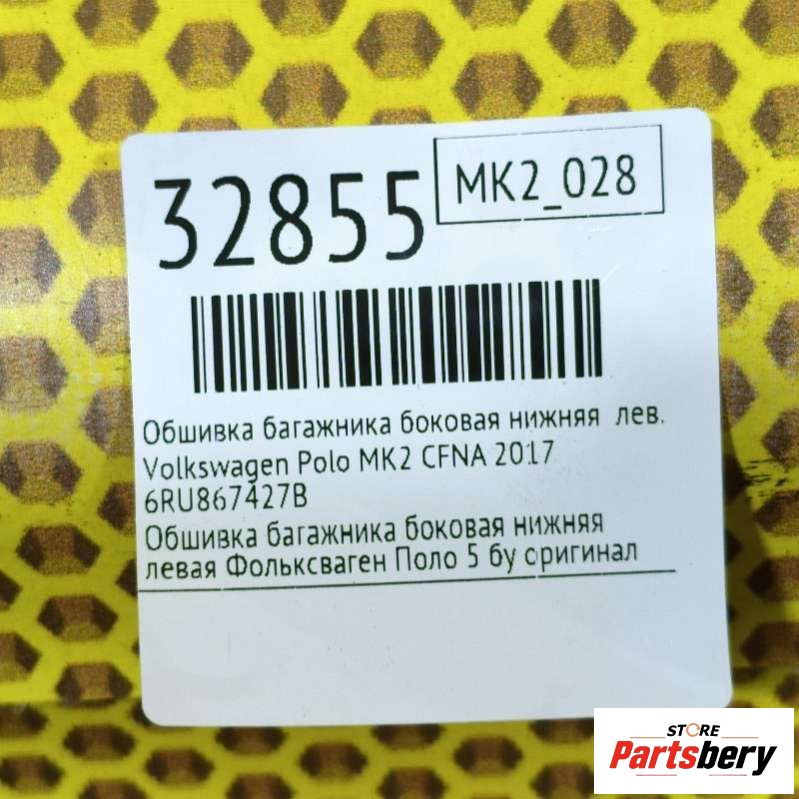 32855
MK2_028
Обшивка багажника боковая нижняя лев.
Volkswagen Polo MK2 CFNA 2017
6RU867427B
Обшивка багажника боковая нижняя
левая Фольксваген Поло 5 бу оригинал
STORE
Partsbery